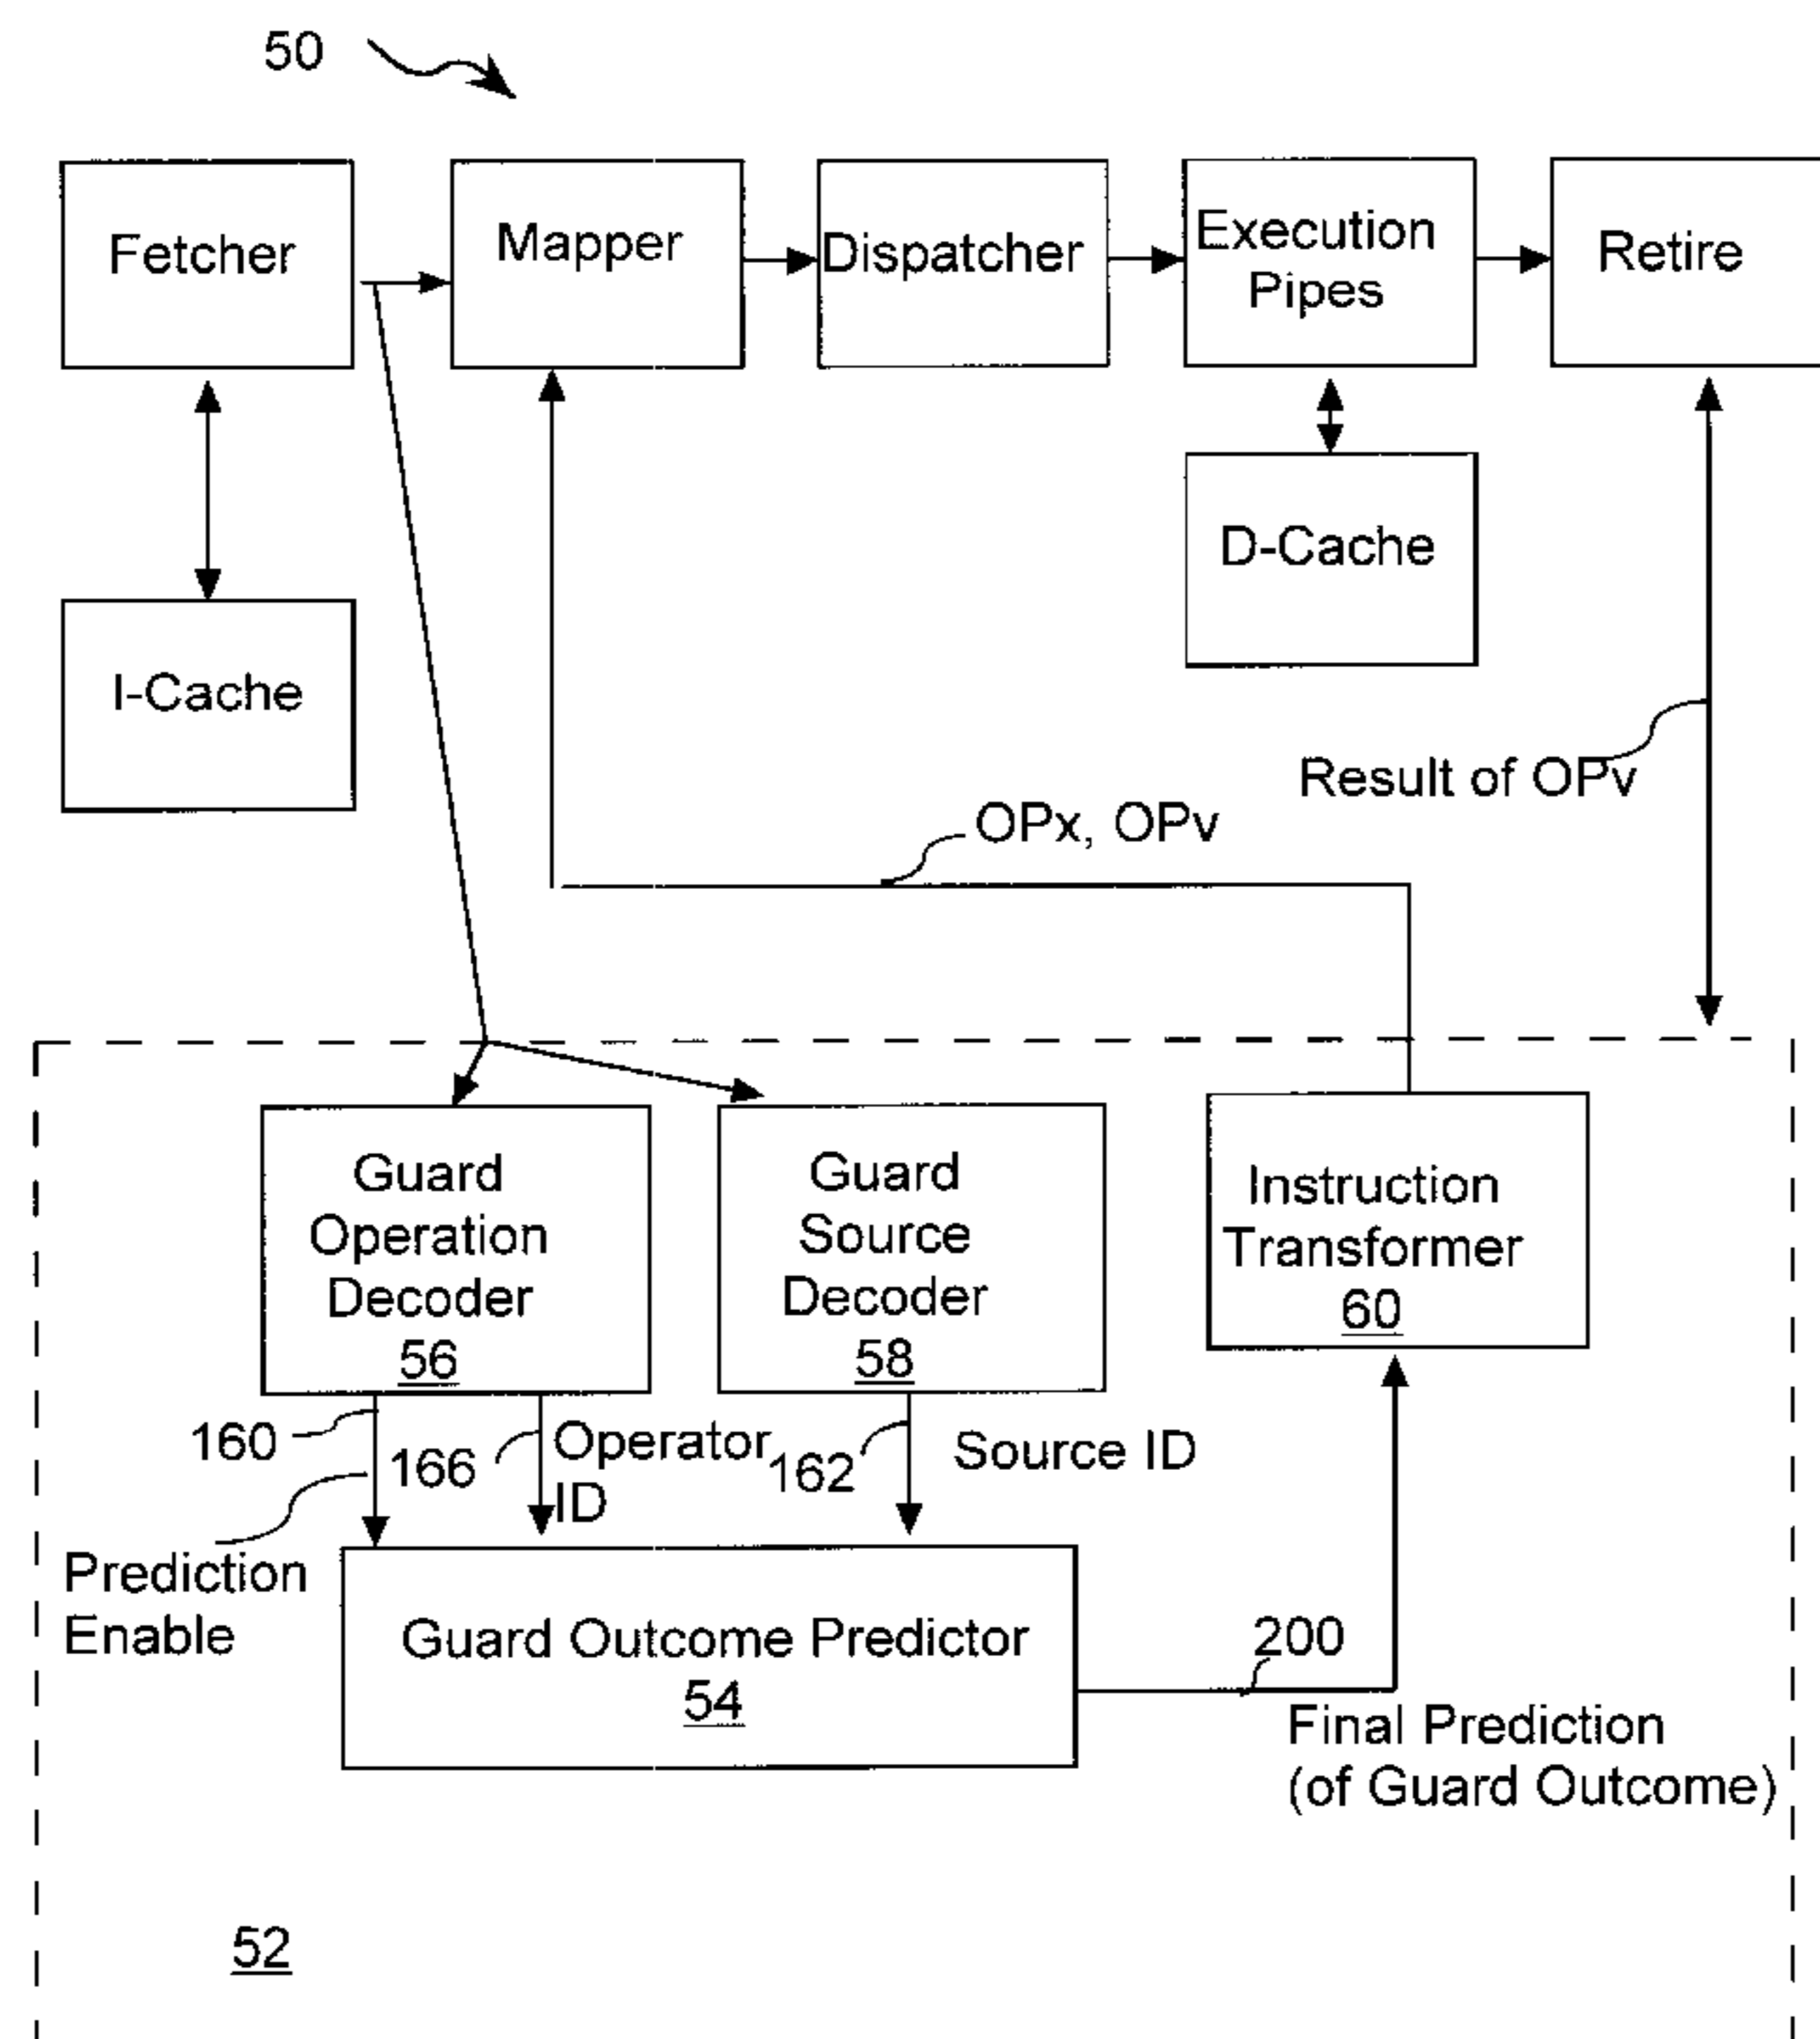 50
Fetcher
Mapper
Dispatcher
Execution
Pipes
Retire
I-Cache
D-Cache
Result of OPv
OPx, OPv
Guard
Operation
Decoder
56
Guard
Source
Decoder
58
Instruction
Transformer
60
160
166
Operator
ID
162
Source ID
Prediction
Enable
Guard Outcome Predictor
54
200
Final Prediction
(of Guard Outcome)
52